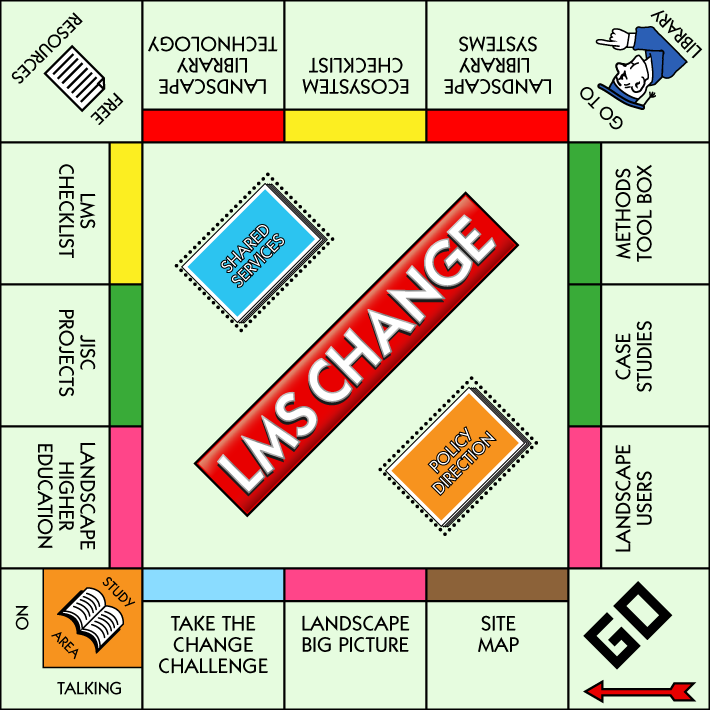 FREE
RESOURCES
LANDSCAPE
LIBRARY
TECHNOLOGY
ECOSYSTEM
CHECKLIST
LANDSCAPE
LIBRARY
SYSTEMS
GO TO
LIBRARY
LMS
CHECKLIST
JISC
PROJECTS
LANDSCAPE
HIGHER
EDUCATION
SHARED
SERVICES
LMS CHANGE
POLICY
DIRECTION
METHODS
TOOL BOX
CASE
STUDIES
LANDSCAPE
USERS
NO
TALKING
STUDY
AREA
TAKE THE
CHANGE
CHALLENGE
LANDSCAPE
BIG PICTURE
SITE
MAP
GO